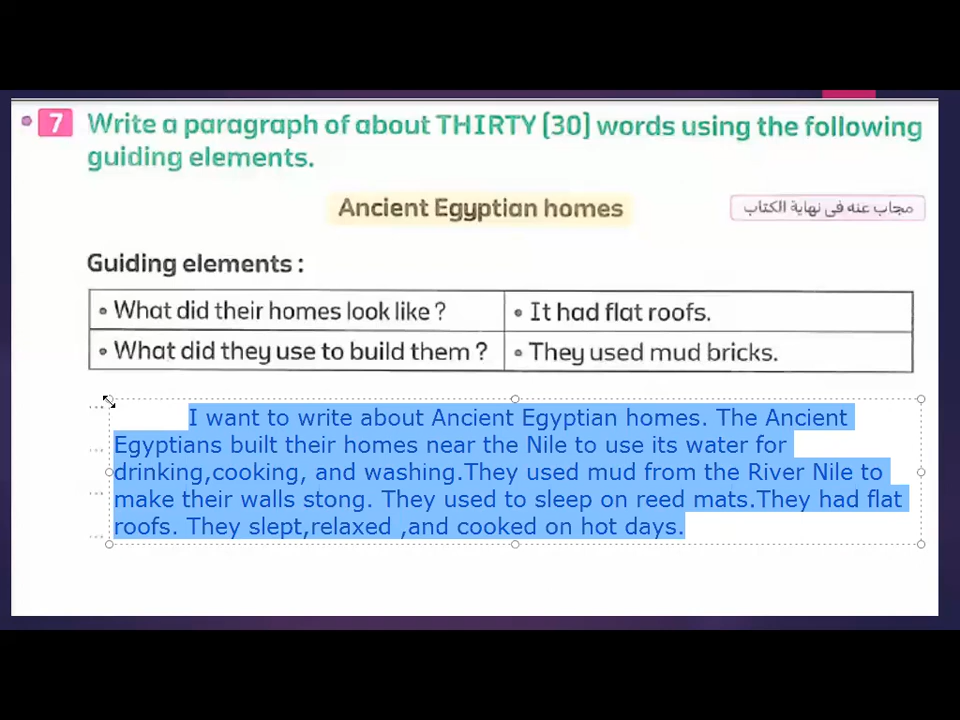 7 Write a paragraph of about THIRTY (30) words using the following
guiding elements.
Ancient Egyptian homes
مجاب عنه فى نهاية الكتاب
Guiding elements :
• What did their homes look like ? • It had flat roofs.
• What did they use to build them ? • They used mud bricks.
I want to write about Ancient Egyptian homes. The Ancient
Egyptians built their homes near the Nile to use its water for
drinking,cooking, and washing.They used mud from the River Nile to
make their walls stong. They used to sleep on reed mats.They had flat
roofs. They slept,relaxed ,and cooked on hot days.